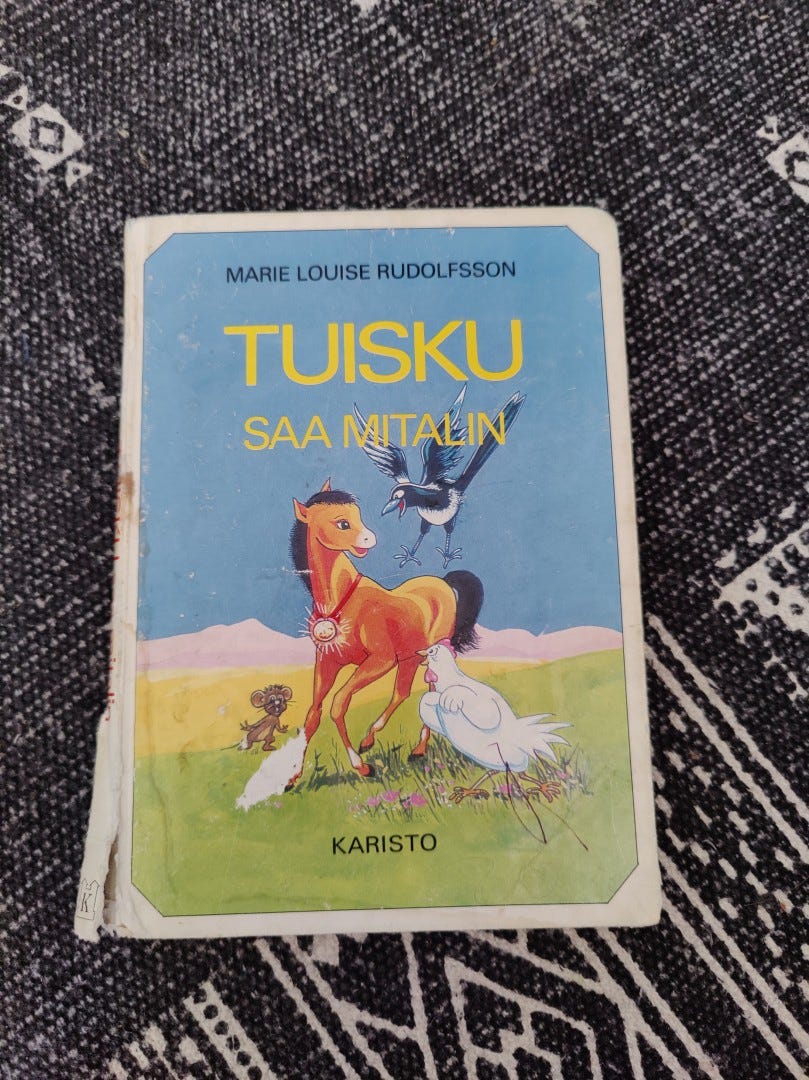 MARIE LOUISE RUDOLFSSON
TUISKU
SAA MITALIN
KARISTO
K